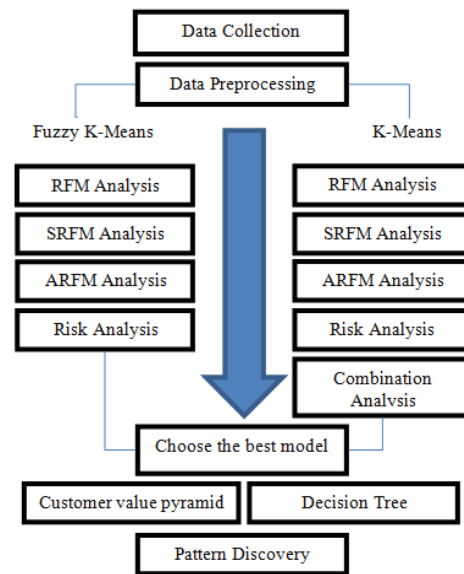 Data Collection
Data Preprocessing
Fuzzy K-Means
K-Means
RFM Analysis
SRFM Analysis
ARFM Analysis
Risk Analysis
RFM Analysis
SRFM Analysis
ARFM Analysis
Risk Analysis
Combination
Analysis
Choose the best model
Customer value pyramid
Decision Tree
Pattern Discovery